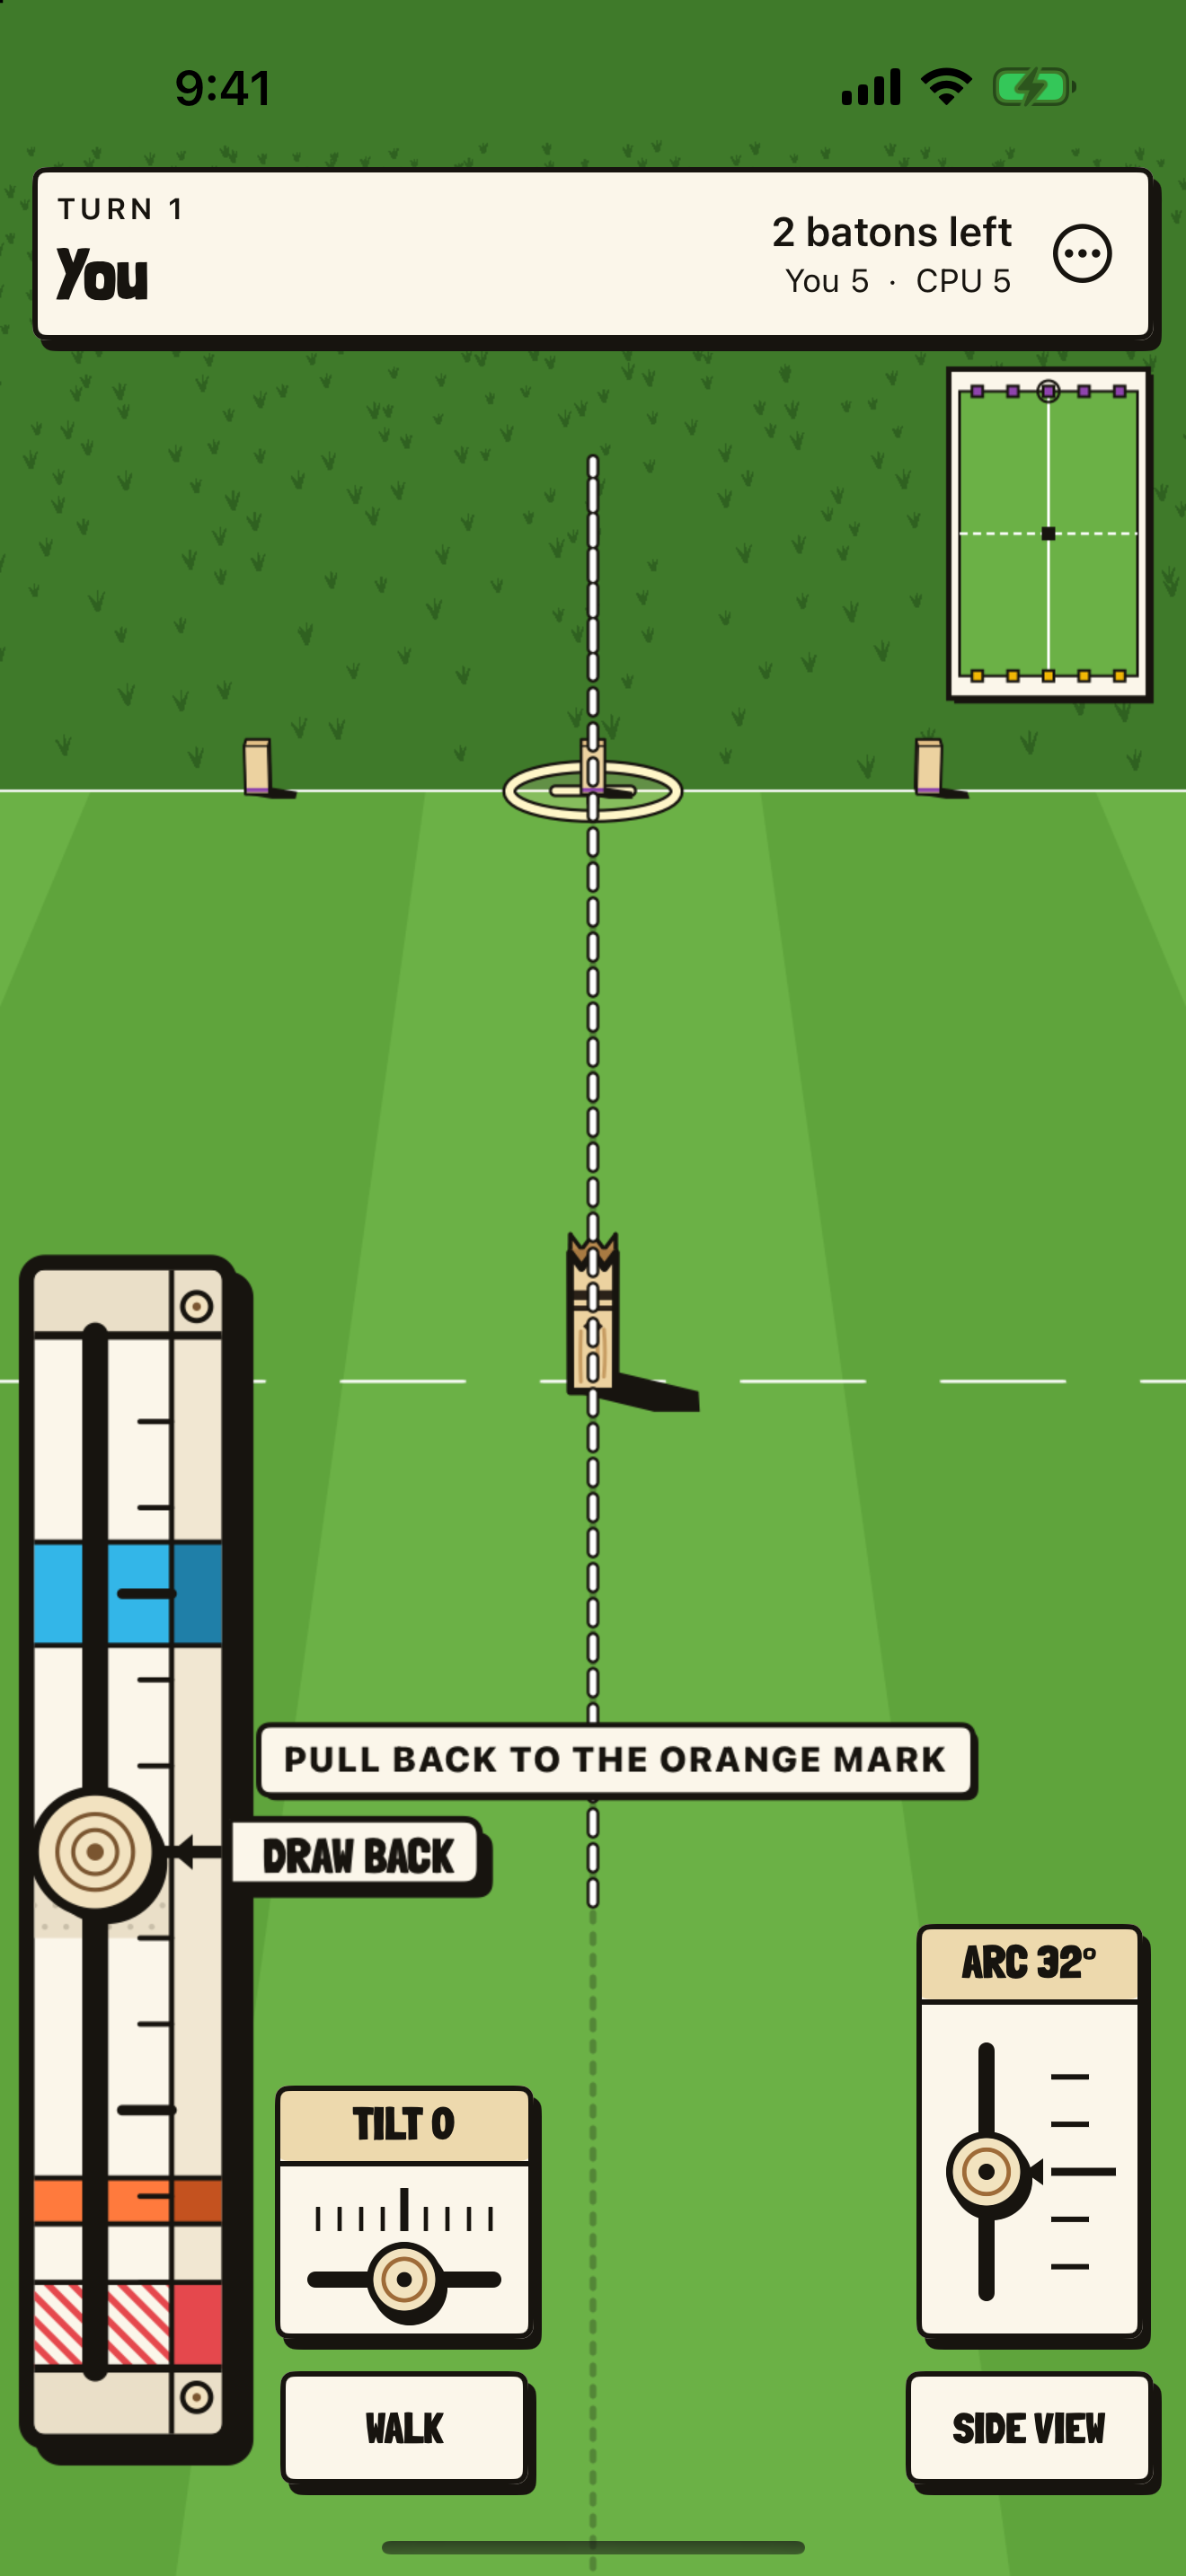 9:41
TURN 1
You
2 batons left
You 5 · CPU 5
PULL BACK TO THE ORANGE MARK
DRAW BACK
ARC 32°
TILT 0
WALK
SIDE VIEW